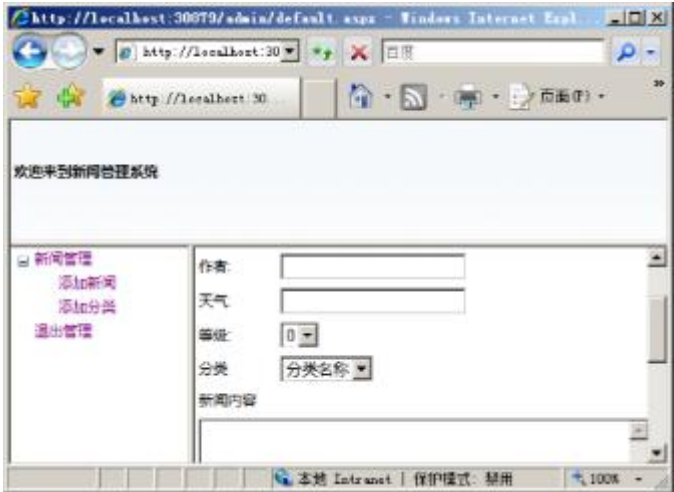 http://localhost:30879/admin/default.aspx - Windows Internet Expl
http://localhost:30
百度
http://localhost:30...
页面(P)
欢迎来到新闻管理系统
新闻管理
添加新闻
添加分类
退出管理
作者:
天气:
等级:
0
分类
分类名称
新闻内容
本地 Intranet | 保护模式: 禁用
100%